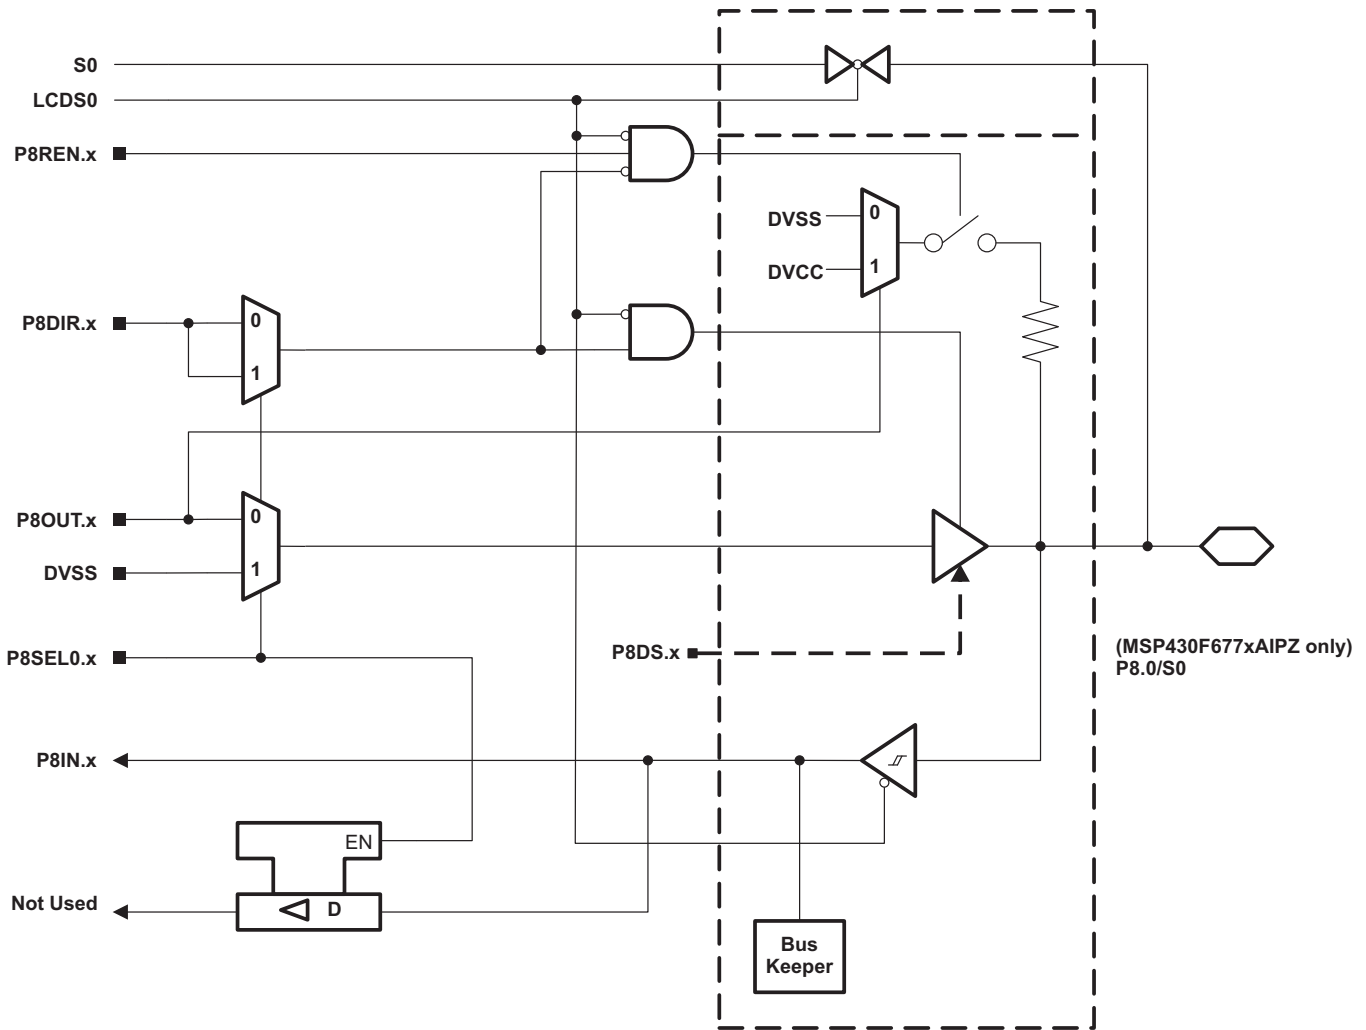 S0
LCDS0
P8REN.x
DVSS
0
DVCC
1
P8DIR.x
0
1
P8OUT.x
0
DVSS
1
P8SEL0.x
P8DS.x
(MSP430F677xAIPZ only)
P8.0/S0
P8IN.x
EN
Not Used
D
Bus
Keeper